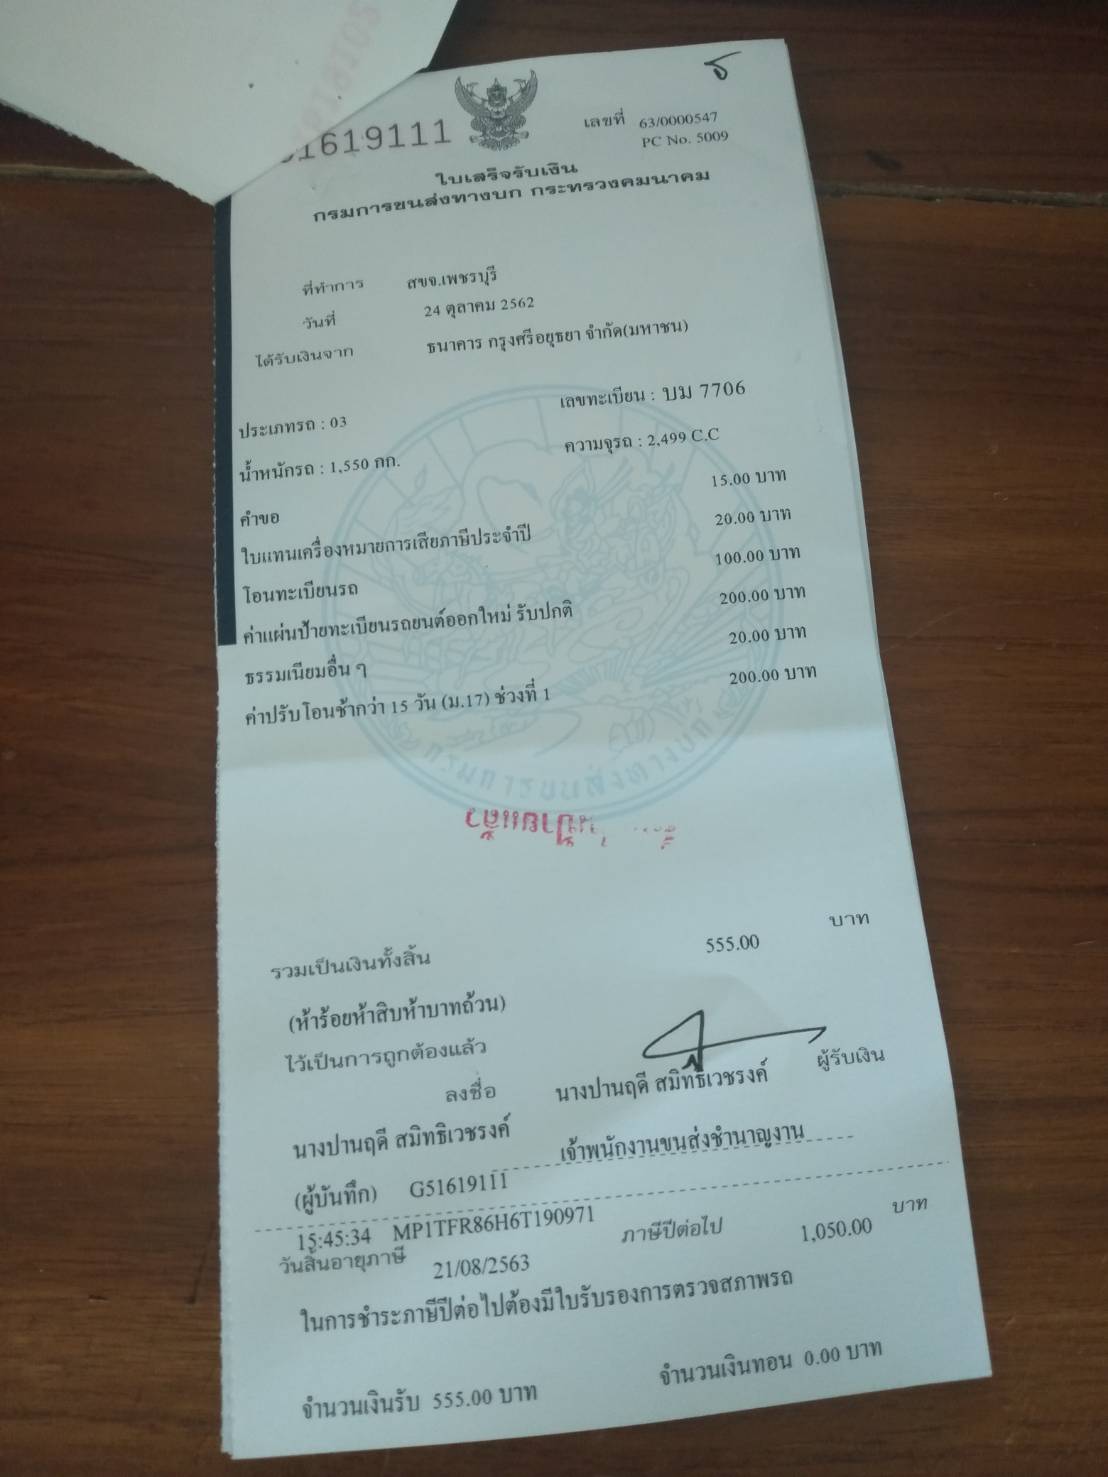 1619111
เลขที่ 63/0000547
PC No. 5009
ใบเสร็จรับเงิน
กรมการขนส่งทางบก กระทรวงคมนาคม
ที่ทำการ สขจ.เพชรบุรี
วันที่ 24 ตุลาคม 2562
ได้รับเงินจาก ธนาคาร กรุงศรีอยุธยา จำกัด(มหาชน)
ประเภทรถ : 03 เลขทะเบียน : บม 7706
น้ำหนักรถ : 1,550 กก. ความจุรถ : 2,499 C.C
คำขอ 15.00 บาท
ใบแทนเครื่องหมายการเสียภาษีประจำปี 20.00 บาท
โอนทะเบียนรถ 100.00 บาท
ค่าแผ่นป้ายทะเบียนรถยนต์ออกใหม่ รับปกติ 200.00 บาท
ธรรมเนียมอื่น ๆ 20.00 บาท
ค่าปรับโอนช้ากว่า 15 วัน (ม.17) ช่วงที่ 1 200.00 บาท
กรมการขนส่งทางบก
รวมเป็นเงินทั้งสิ้น 555.00 บาท
(ห้าร้อยห้าสิบห้าบาทถ้วน)
ไว้เป็นการถูกต้องแล้ว
ลงชื่อ นางปานฤดี สมิทธิเวชรงค์ ผู้รับเงิน
นางปานฤดี สมิทธิเวชรงค์ เจ้าพนักงานขนส่งชำนาญงาน
(ผู้บันทึก) G51619111
15:45:34 MP1TFR86H6T190971
วันสิ้นอายุภาษี 21/08/2563 ภาษีปีต่อไป 1,050.00 บาท
ในการชำระภาษีปีต่อไปต้องมีใบรับรองการตรวจสภาพรถ
จำนวนเงินรับ 555.00 บาท จำนวนเงินทอน 0.00 บาท